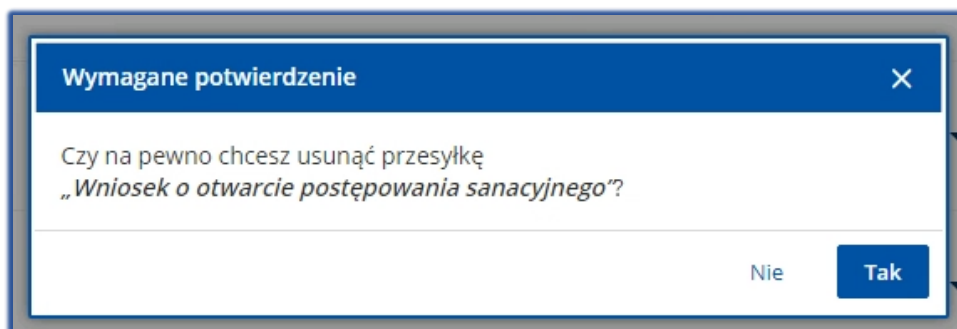 Wymagane potwierdzenie
Czy na pewno chcesz usunąć przesyłkę
„Wniosek o otwarcie postępowania sanacyjnego”?
Nie
Tak